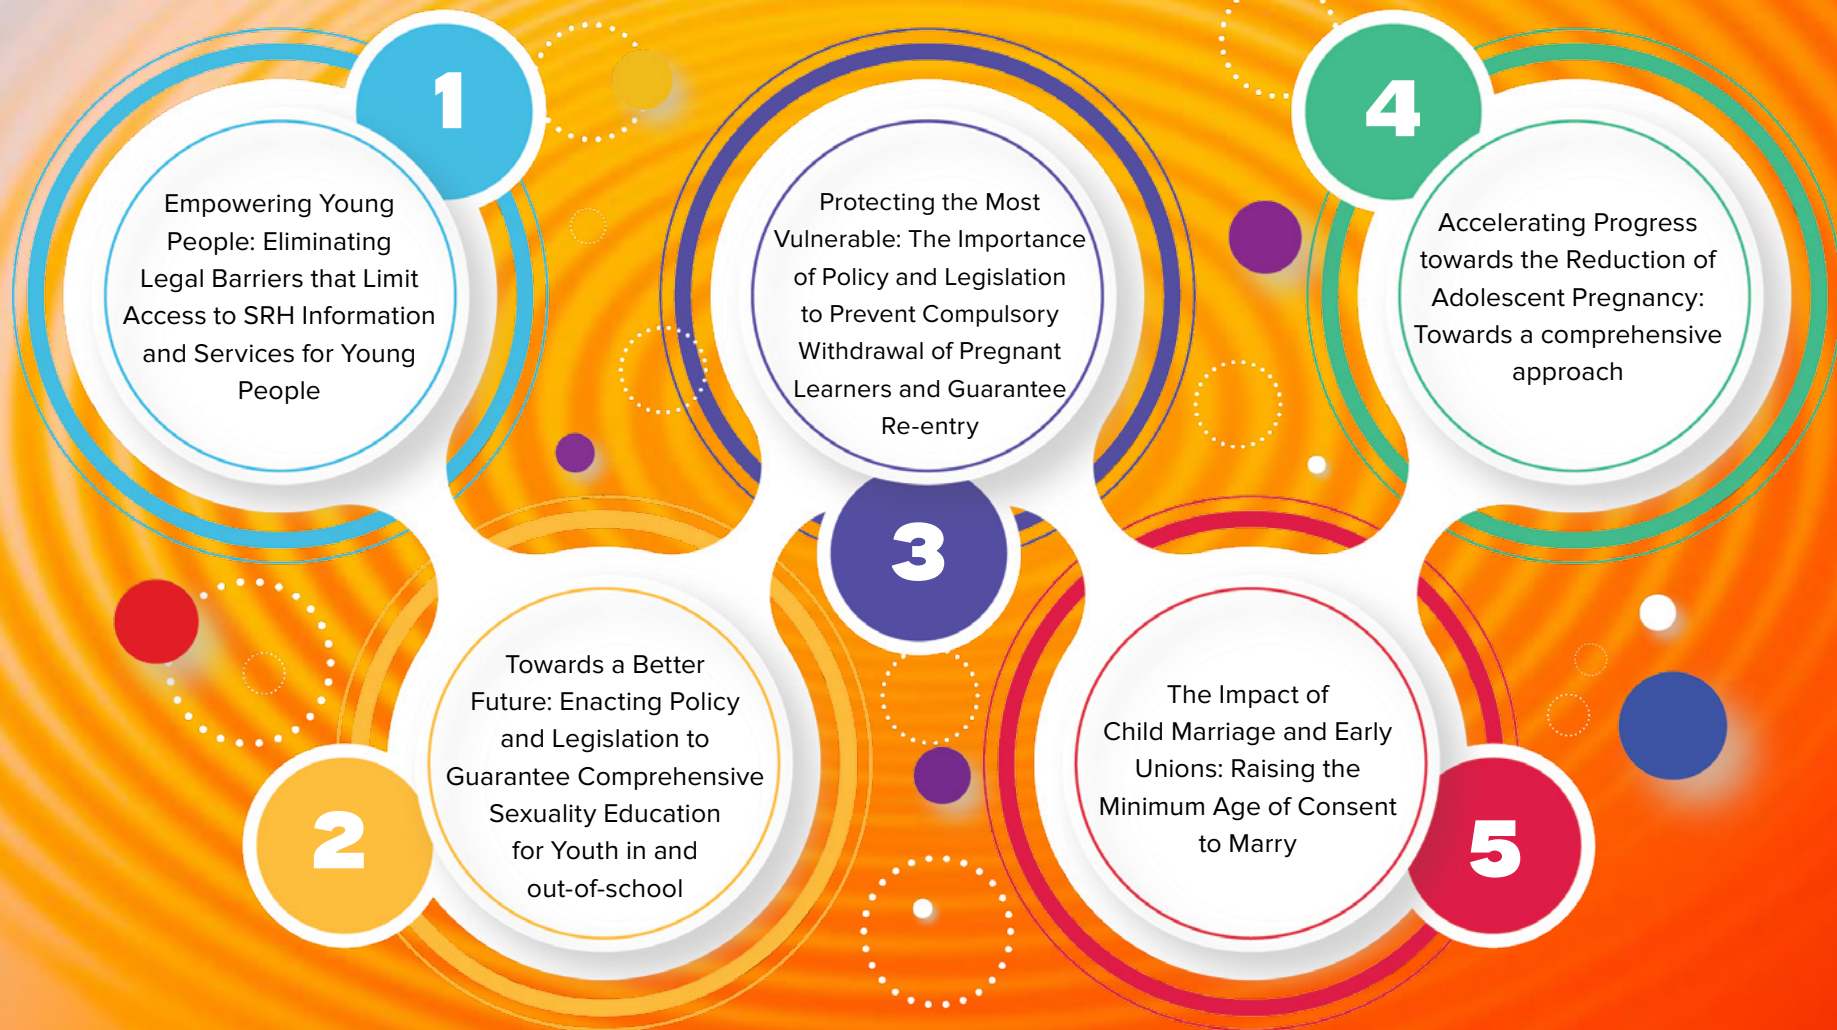 1
Empowering Young
People: Eliminating
Legal Barriers that Limit
Access to SRH Information
and Services for Young
People
2
Towards a Better
Future: Enacting Policy
and Legislation to
Guarantee Comprehensive
Sexuality Education
for Youth in and
out-of-school
3
Protecting the Most
Vulnerable: The Importance
of Policy and Legislation
to Prevent Compulsory
Withdrawal of Pregnant
Learners and Guarantee
Re-entry
4
Accelerating Progress
towards the Reduction of
Adolescent Pregnancy:
Towards a comprehensive
approach
5
The Impact of
Child Marriage and Early
Unions: Raising the
Minimum Age of Consent
to Marry